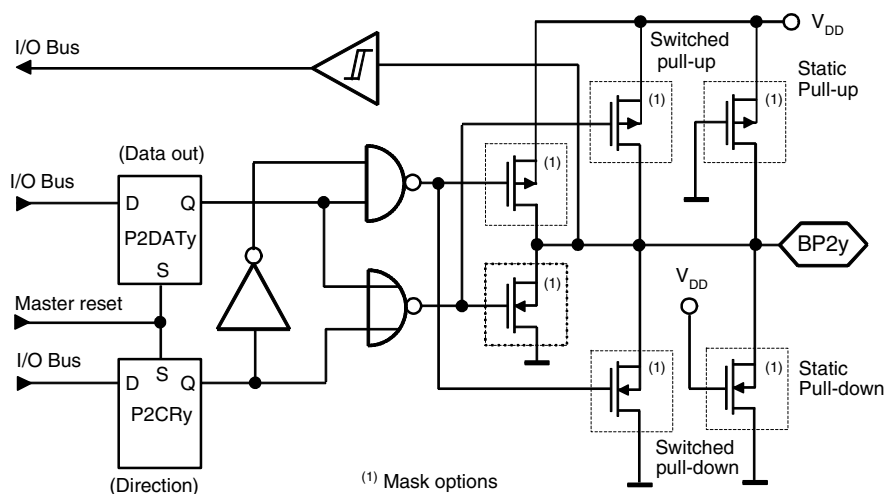 I/O Bus
Switched
pull-up
V_DD
Static
Pull-up
(1)
(1)
(1)
(Data out)
I/O Bus
D
Q
P2DATy
S
BP2y
V_DD
(1)
Master reset
I/O Bus
S
D
Q
P2CRy
(1)
(1)
Static
Pull-down
Switched
pull-down
(Direction)
(1) Mask options